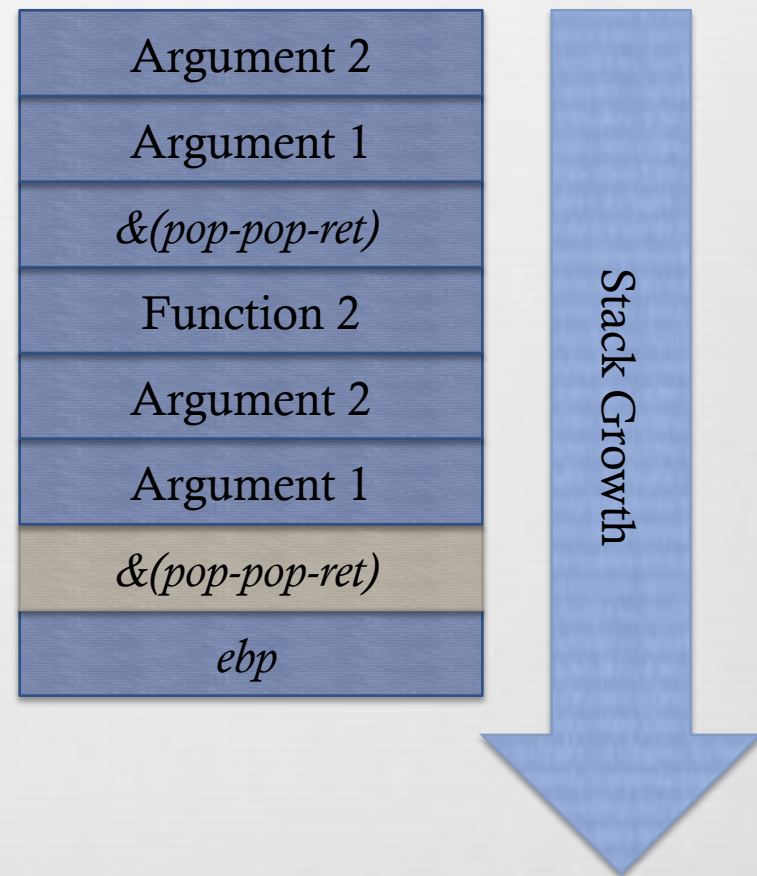 Argument 2
Argument 1
&(pop-pop-ret)
Function 2
Argument 2
Argument 1
&(pop-pop-ret)
ebp
Stack Growth